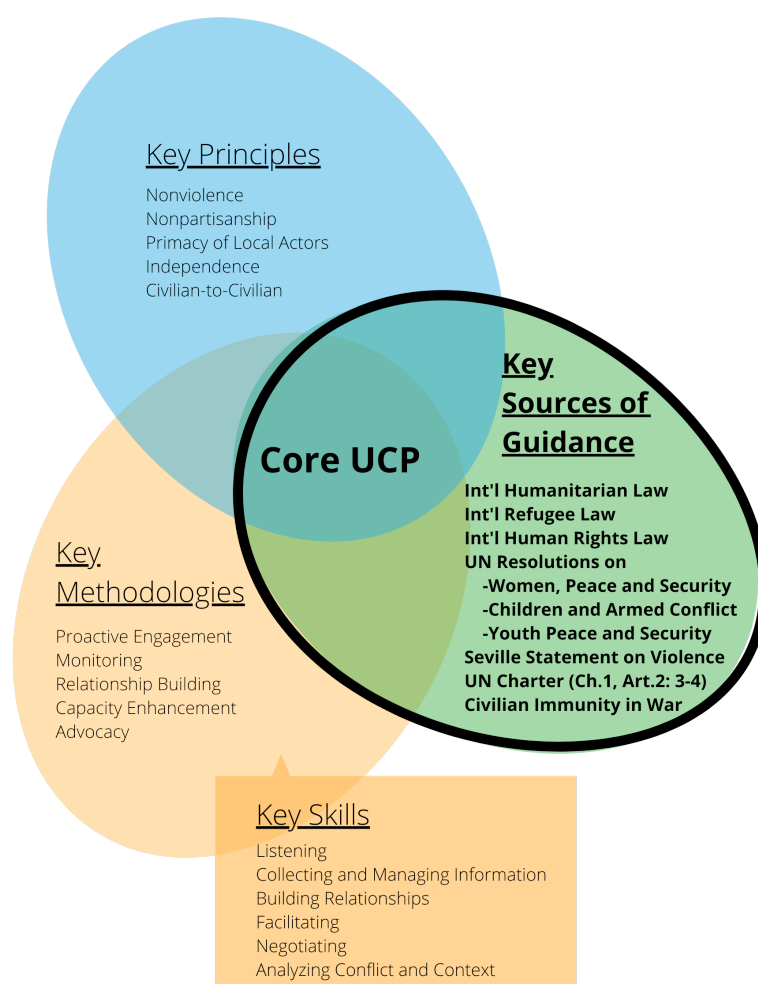 Key Principles
Nonviolence
Nonpartisanship
Primacy of Local Actors
Independence
Civilian-to-Civilian
Key
Sources of
Guidance
Int'l Humanitarian Law
Int'l Refugee Law
Int'l Human Rights Law
UN Resolutions on
-Women, Peace and Security
-Children and Armed Conflict
-Youth Peace and Security
Seville Statement on Violence
UN Charter (Ch.1, Art.2: 3-4)
Civilian Immunity in War
Core UCP
Key
Methodologies
Proactive Engagement
Monitoring
Relationship Building
Capacity Enhancement
Advocacy
Key Skills
Listening
Collecting and Managing Information
Building Relationships
Facilitating
Negotiating
Analyzing Conflict and Context